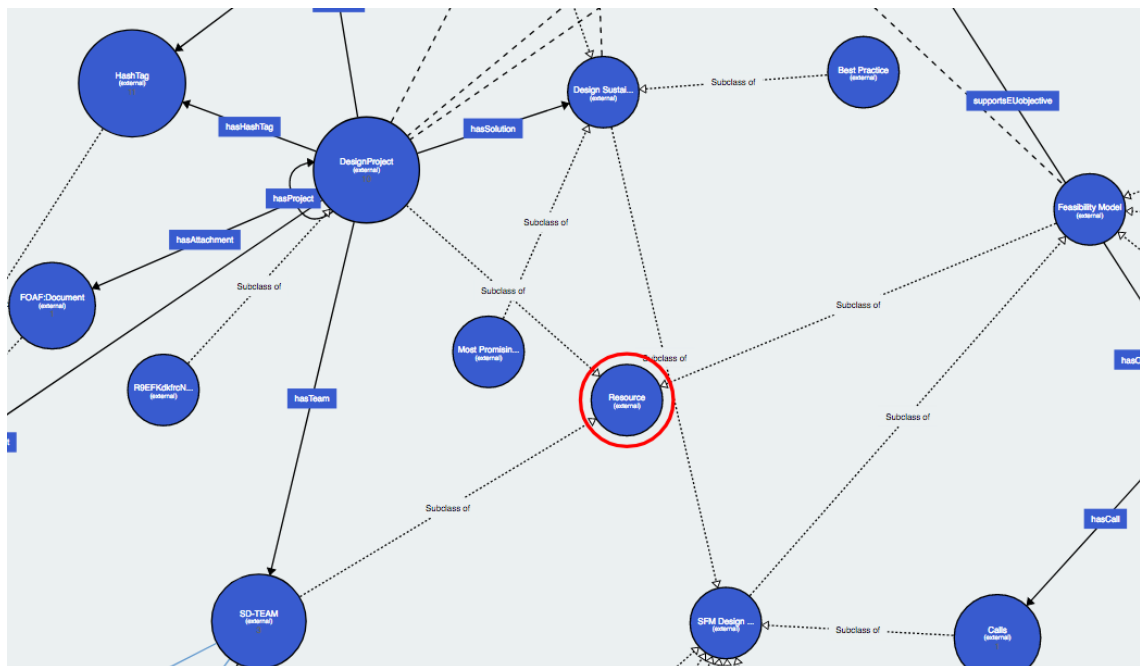 HashTag
(external)
Design Sustai...
(external)
Best Practice
(external)
Subclass of
supportsEUobjective
hasHashTag
hasSolution
DesignProject
(external)
hasProject
Feasibility Model
(external)
Subclass of
hasAttachment
Subclass of
Subclass of
FOAF:Document
(external)
Subclass of
Most Promisin...
(external)
Subclass of
R9EFKdkfrcN...
(external)
hasTeam
Resource
(external)
Subclass of
Subclass of
hasCall
SD-TEAM
(external)
SFM Design ...
(external)
Subclass of
Calls
(external)